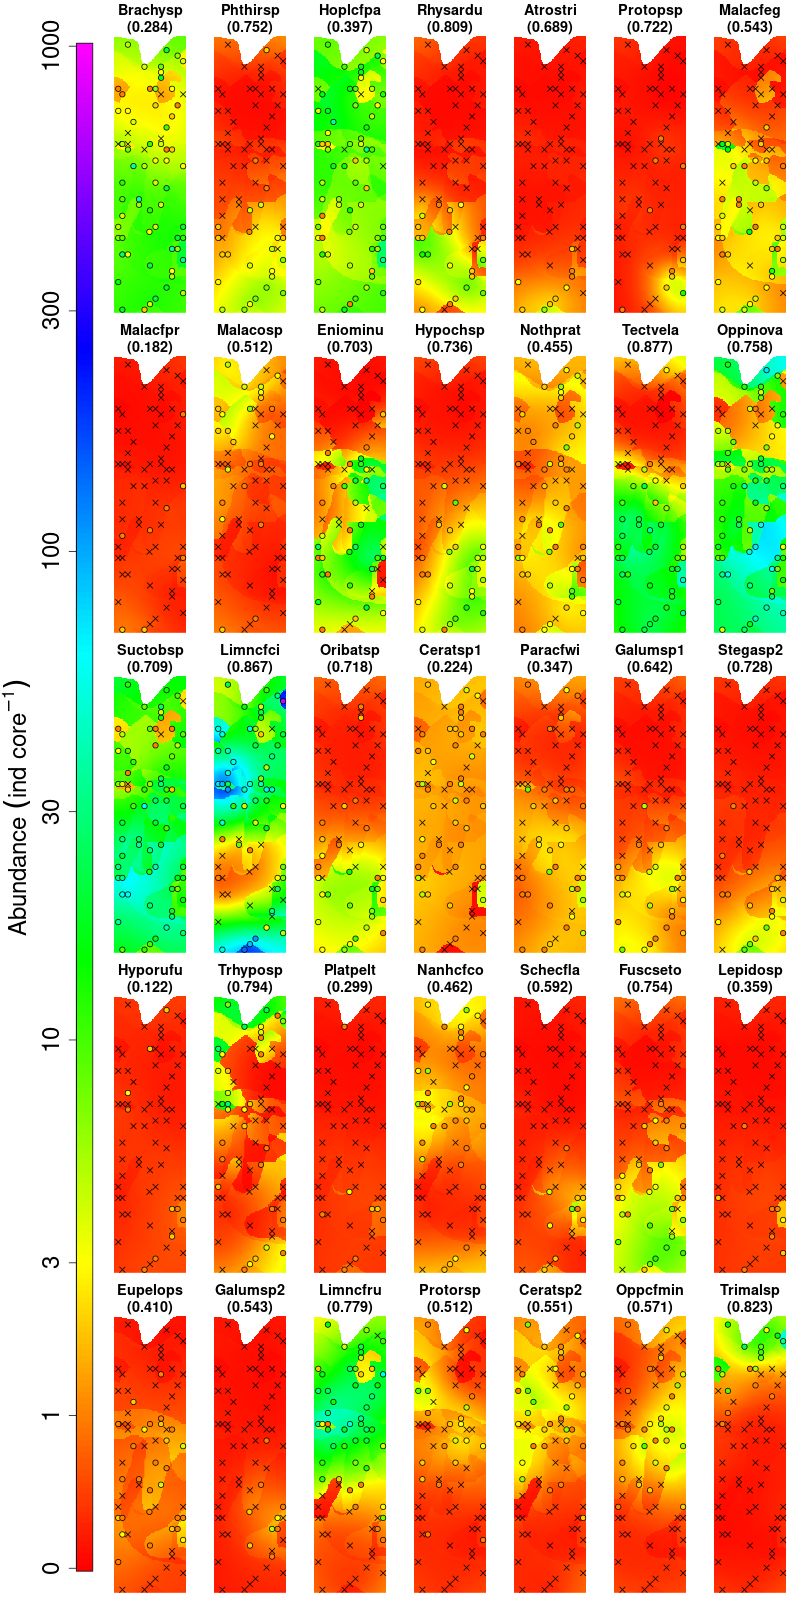 Brachysp Phthirsp Hoplcfpa Rhysardu Atrostri Protopsp Malacfeg
(0.284) (0.752) (0.397) (0.809) (0.689) (0.722) (0.543)
Malacfpr Malacosp Eniominu Hypochsp Nothprat Tectvela Oppinova
(0.182) (0.512) (0.703) (0.736) (0.455) (0.877) (0.758)
Suctobsp Limncfci Oribatsp Ceratsp1 Paracfwi Galumsp1 Stegasp2
(0.709) (0.867) (0.718) (0.224) (0.347) (0.642) (0.728)
Hyporufu Trhyposp Platpelt Nanhcfco Schecfla Fuscseto Lepidosp
(0.122) (0.794) (0.299) (0.462) (0.592) (0.754) (0.359)
Eupelops Galumsp2 Limncfru Protorsp Ceratsp2 Oppcfmin Trimalsp
(0.410) (0.543) (0.779) (0.512) (0.551) (0.571) (0.823)
1000
300
100
30
10
3
1
0
Abundance (ind core⁻¹)